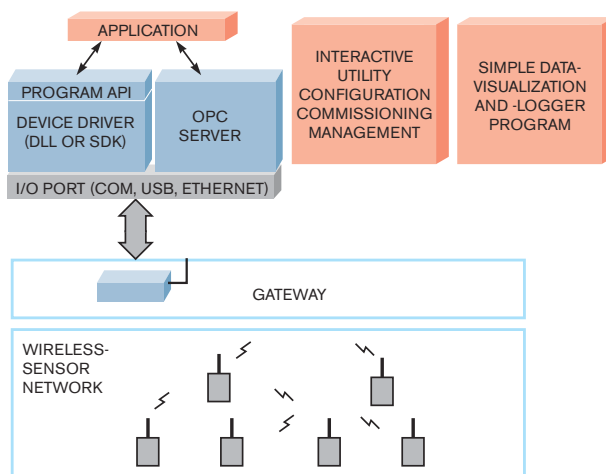 APPLICATION
PROGRAM API
DEVICE DRIVER
(DLL OR SDK)
OPC
SERVER
I/O PORT (COM, USB, ETHERNET)
INTERACTIVE
UTILITY
CONFIGURATION
COMMISSIONING
MANAGEMENT
SIMPLE DATA-
VISUALIZATION
AND -LOGGER
PROGRAM
GATEWAY
WIRELESS-
SENSOR
NETWORK